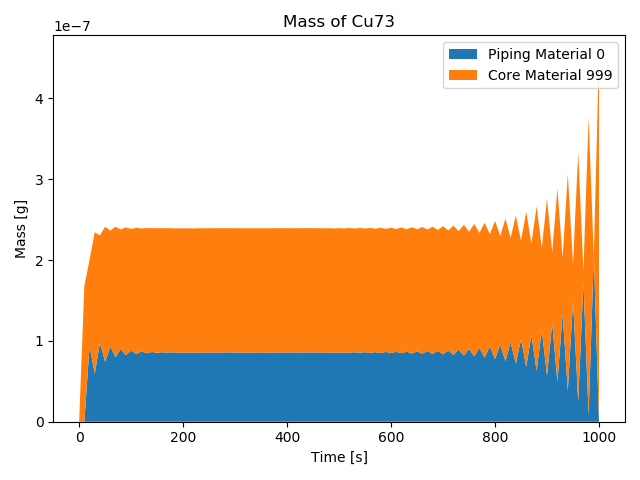 Mass of Cu73
1e−7
Piping Material 0
Core Material 999
4
3
2
1
0
Mass [g]
0 200 400 600 800 1000
Time [s]